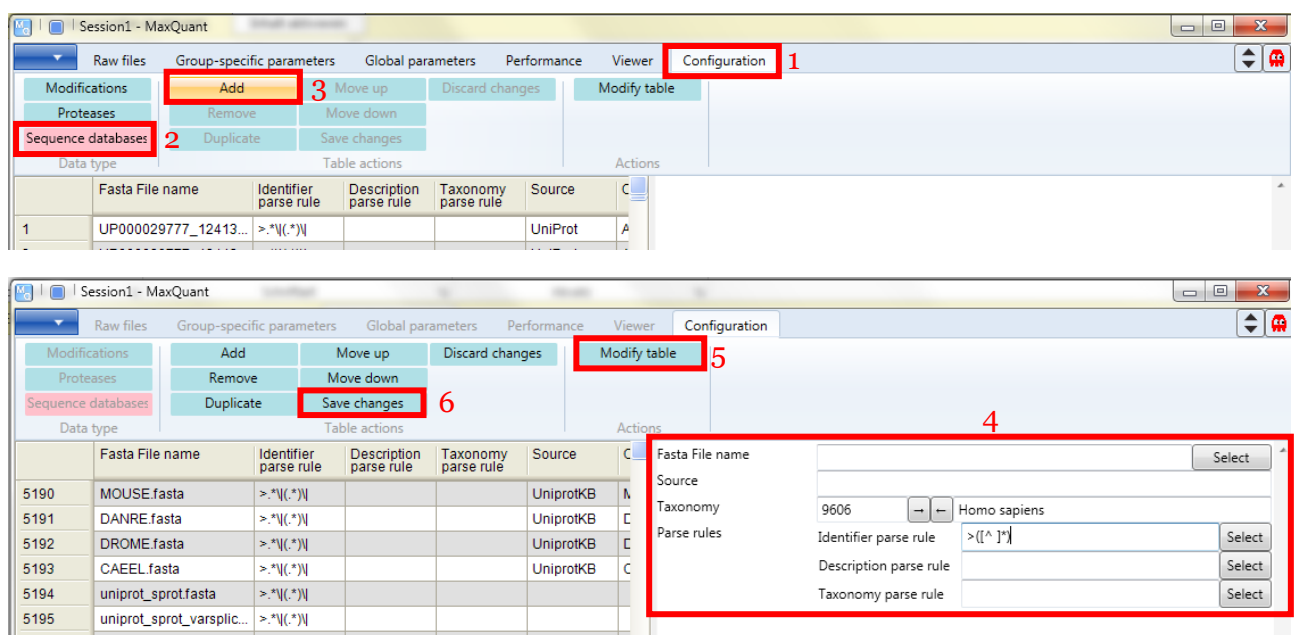 Session1 - MaxQuant
Raw files Group-specific parameters Global parameters Performance Viewer Configuration 1
Modifications Add 3 Move up Discard changes Modify table
Proteases Remove Move down
Sequence databases 2 Duplicate Save changes
Data type Table actions Actions
Fasta File name Identifier parse rule Description parse rule Taxonomy parse rule Source C
1 UP000029777_12413... >.*\|(.*)\| UniProt A
Session1 - MaxQuant
Raw files Group-specific parameters Global parameters Performance Viewer Configuration
Modifications Add Move up Discard changes Modify table 5
Proteases Remove Move down
Sequence databases Duplicate Save changes 6
Data type Table actions Actions 4
Fasta File name Identifier parse rule Description parse rule Taxonomy parse rule Source C
5190 MOUSE.fasta >.*\|(.*)\| UniprotKB M
5191 DANRE.fasta >.*\|(.*)\| UniprotKB D
5192 DROME.fasta >.*\|(.*)\| UniprotKB D
5193 CAEEL.fasta >.*\|(.*)\| UniprotKB C
5194 uniprot_sprot.fasta >.*\|(.*)\|
5195 uniprot_sprot_varsplic... >.*\|(.*)\|
Fasta File name Select
Source
Taxonomy 9606 → ← Homo sapiens
Parse rules Identifier parse rule >([^ ]*) Select
Description parse rule Select
Taxonomy parse rule Select